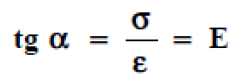 tg α = σ / ε = E